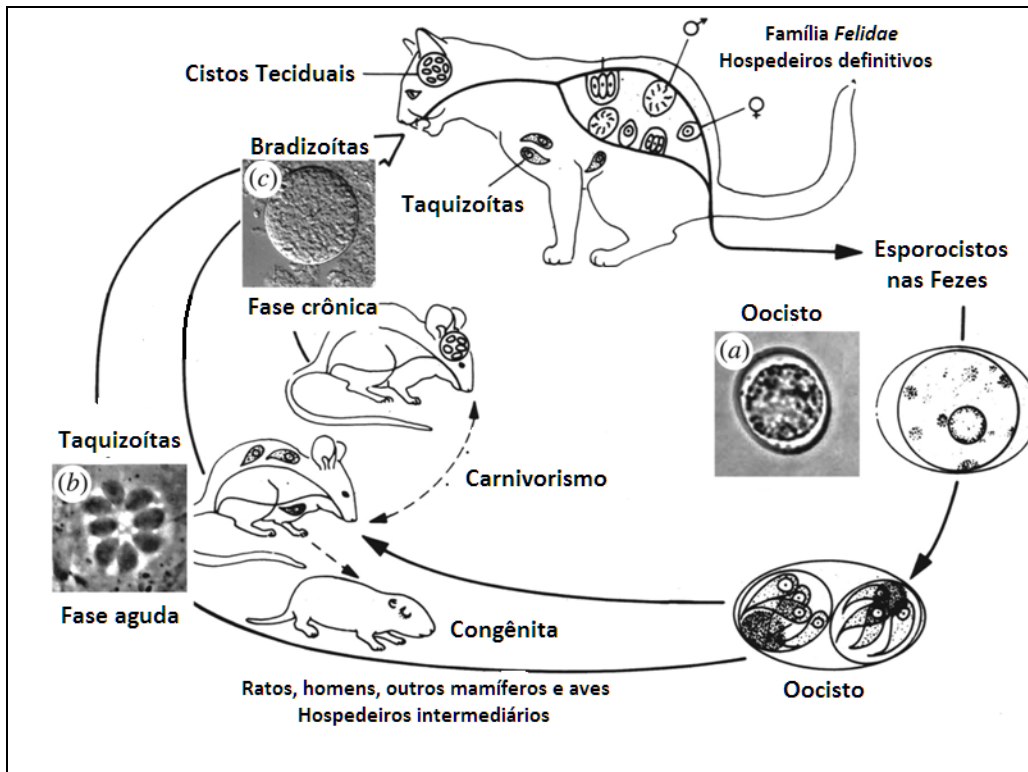 Família Felidae
Hospedeiros definitivos
Cistos Teciduais
♂
♀
Bradizoítas
(c)
Taquizoítas
Fase crônica
Esporocistos
nas Fezes
Oocisto
(a)
Taquizoítas
(b)
Carnivorismo
Fase aguda
Congênita
Oocisto
Ratos, homens, outros mamíferos e aves
Hospedeiros intermediários